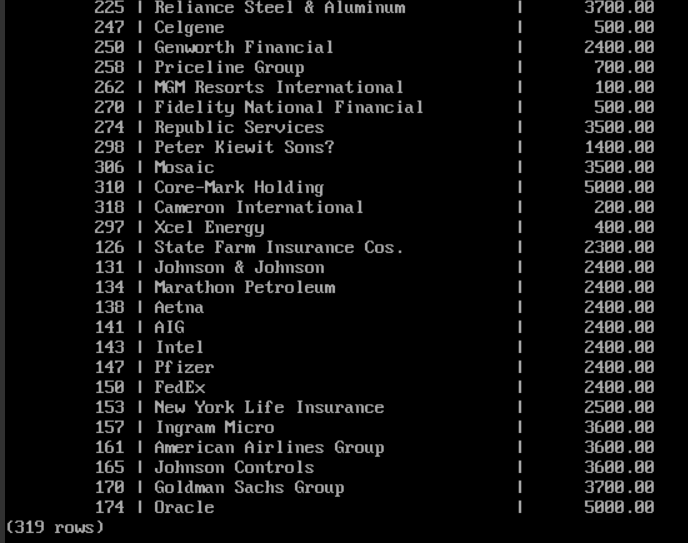 225 | Reliance Steel & Aluminum | 3700.00
247 | Celgene | 500.00
250 | Genworth Financial | 2400.00
258 | Priceline Group | 700.00
262 | MGM Resorts International | 100.00
270 | Fidelity National Financial | 500.00
274 | Republic Services | 3500.00
298 | Peter Kiewit Sons? | 1400.00
306 | Mosaic | 3500.00
310 | Core-Mark Holding | 5000.00
318 | Cameron International | 200.00
297 | Xcel Energy | 400.00
126 | State Farm Insurance Cos. | 2300.00
131 | Johnson & Johnson | 2400.00
134 | Marathon Petroleum | 2400.00
138 | Aetna | 2400.00
141 | AIG | 2400.00
143 | Intel | 2400.00
147 | Pfizer | 2400.00
150 | FedEx | 2400.00
153 | New York Life Insurance | 2500.00
157 | Ingram Micro | 3600.00
161 | American Airlines Group | 3600.00
165 | Johnson Controls | 3600.00
170 | Goldman Sachs Group | 3700.00
174 | Oracle | 5000.00
(319 rows)